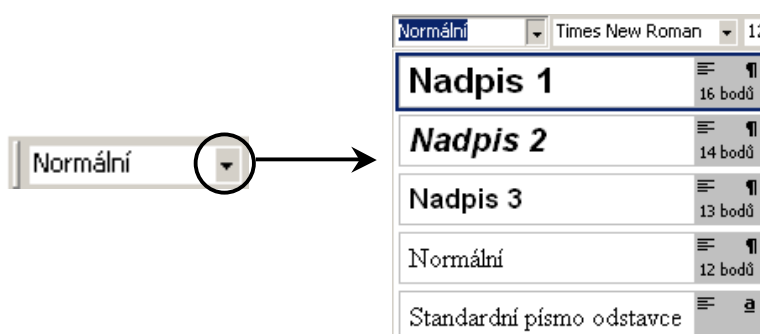 Normální
Normální Times New Roman 12
Nadpis 1 ¶
16 bodů
Nadpis 2 ¶
14 bodů
Nadpis 3 ¶
13 bodů
Normální ¶
12 bodů
Standardní písmo odstavce a